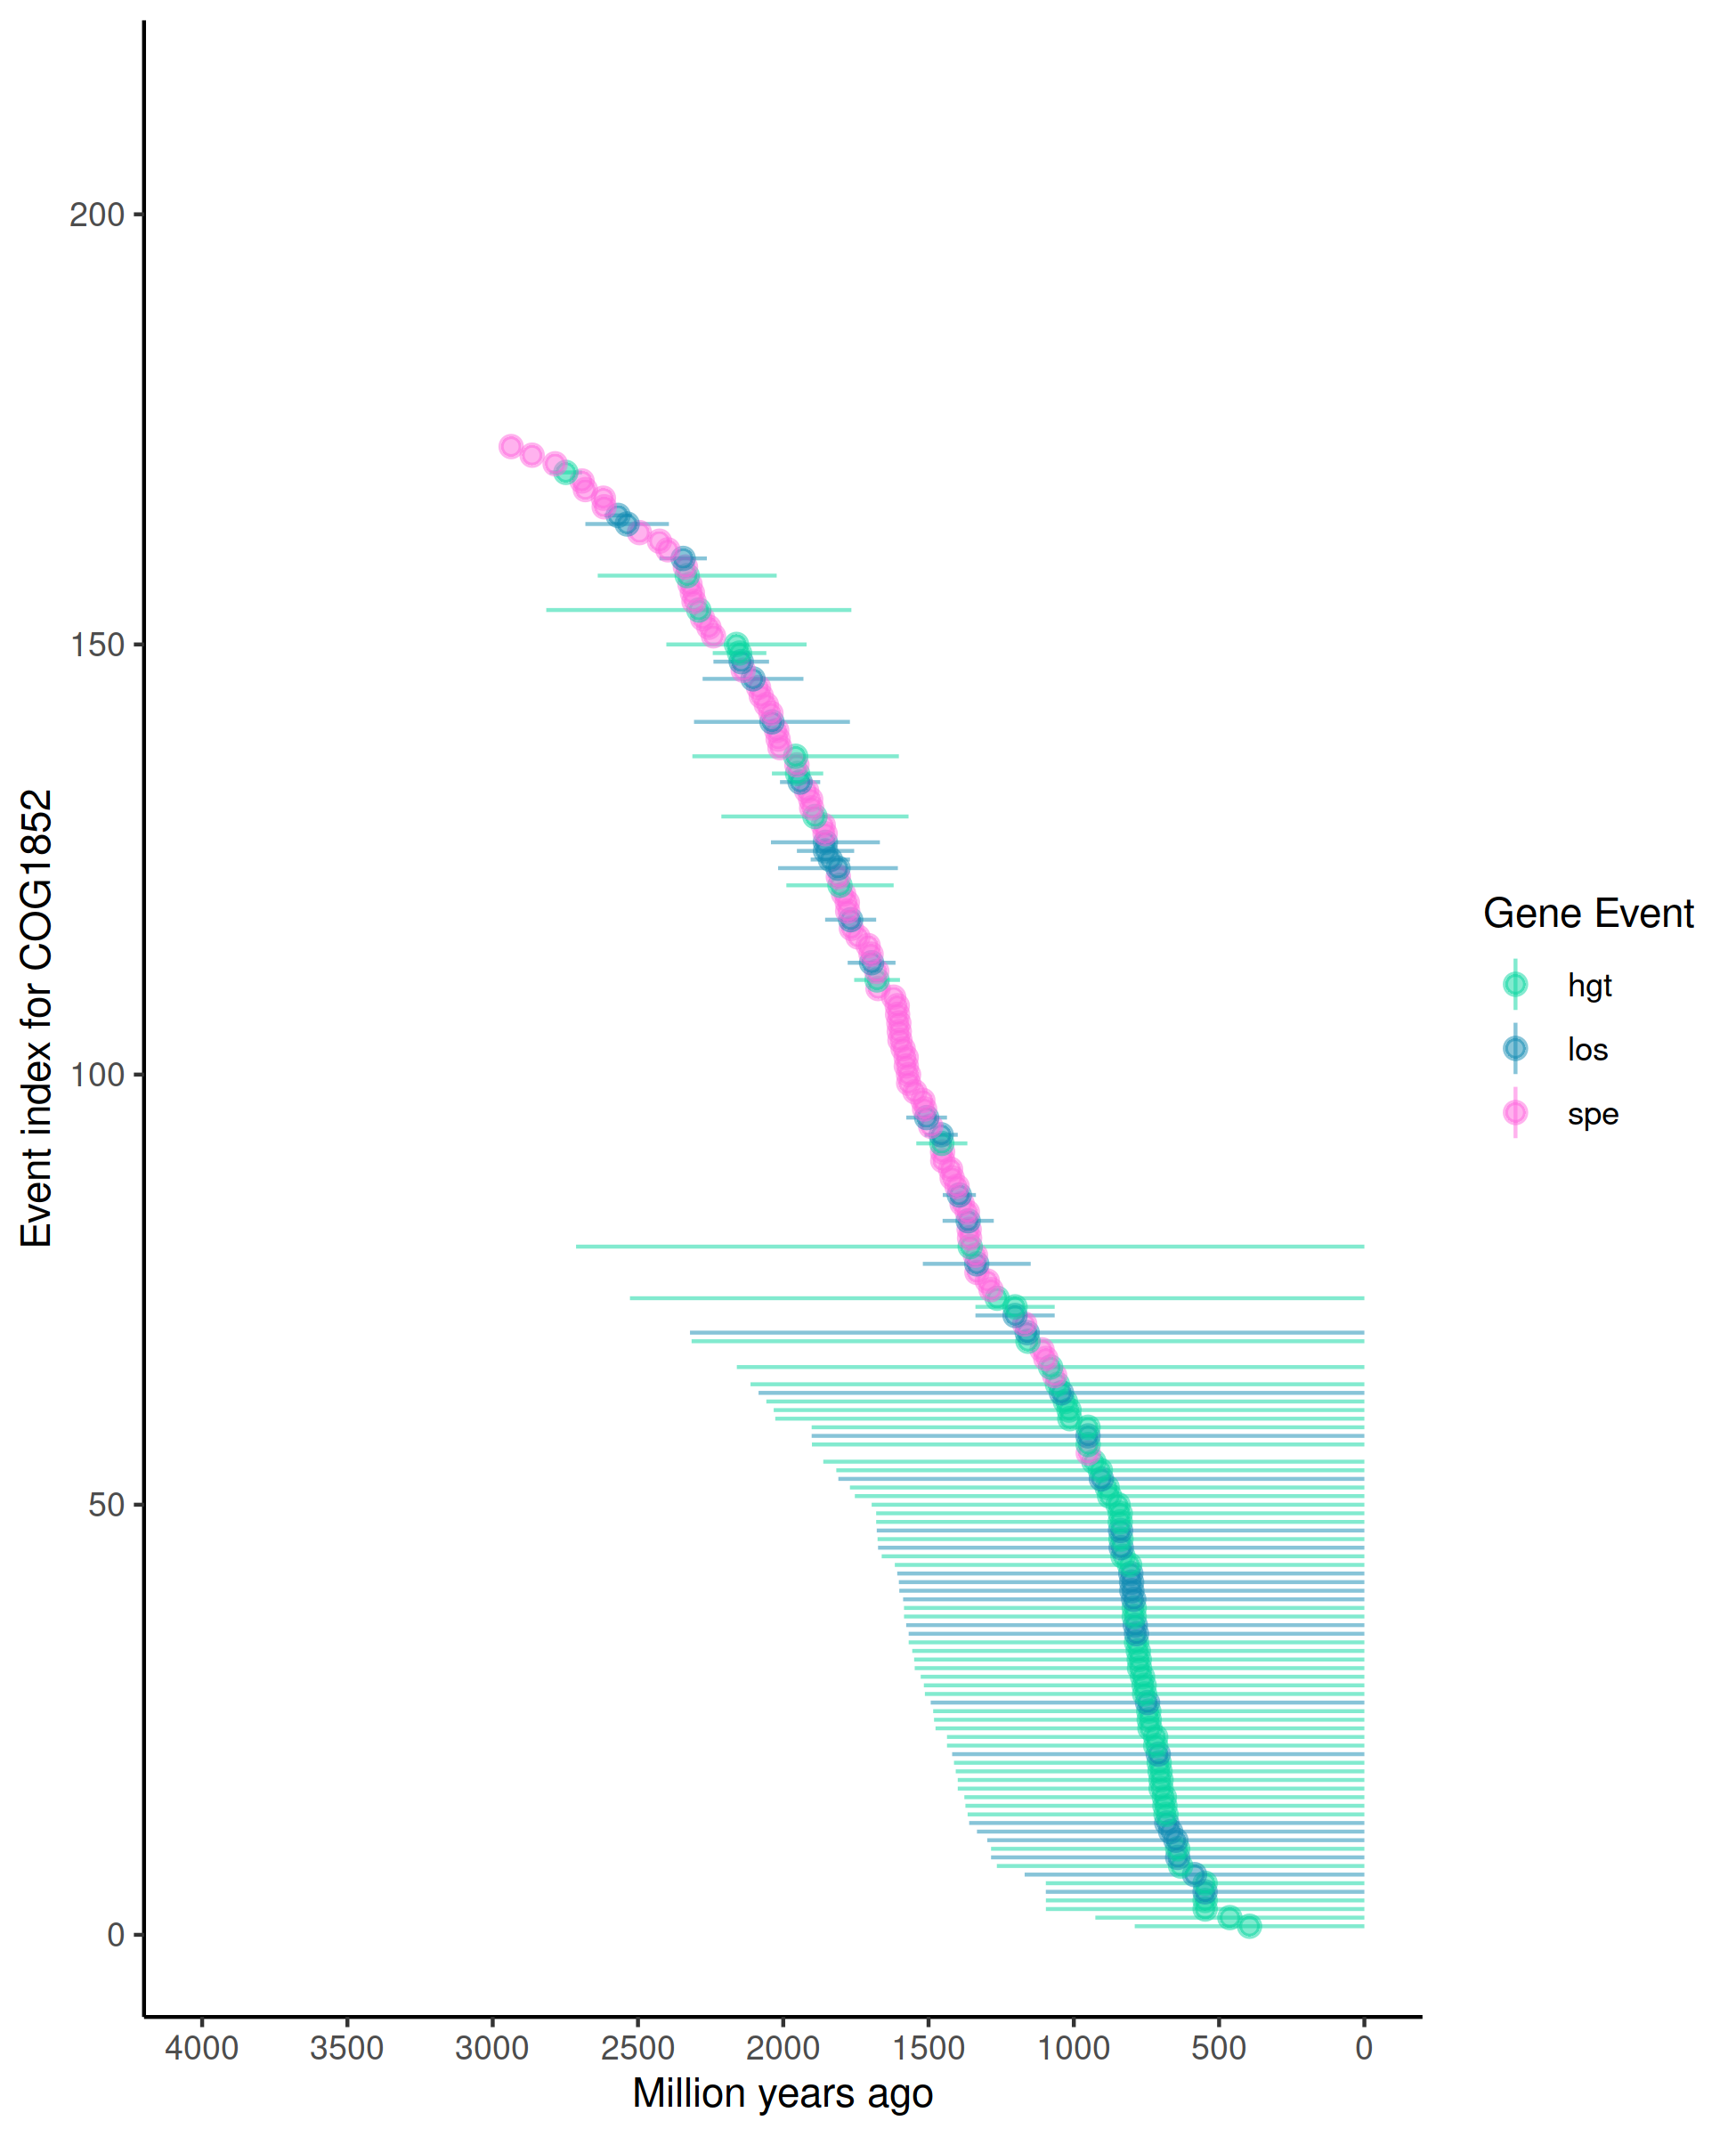 200
150
100
50
0
Event index for COG1852
4000 3500 3000 2500 2000 1500 1000 500 0
Million years ago
Gene Event
hgt
los
spe